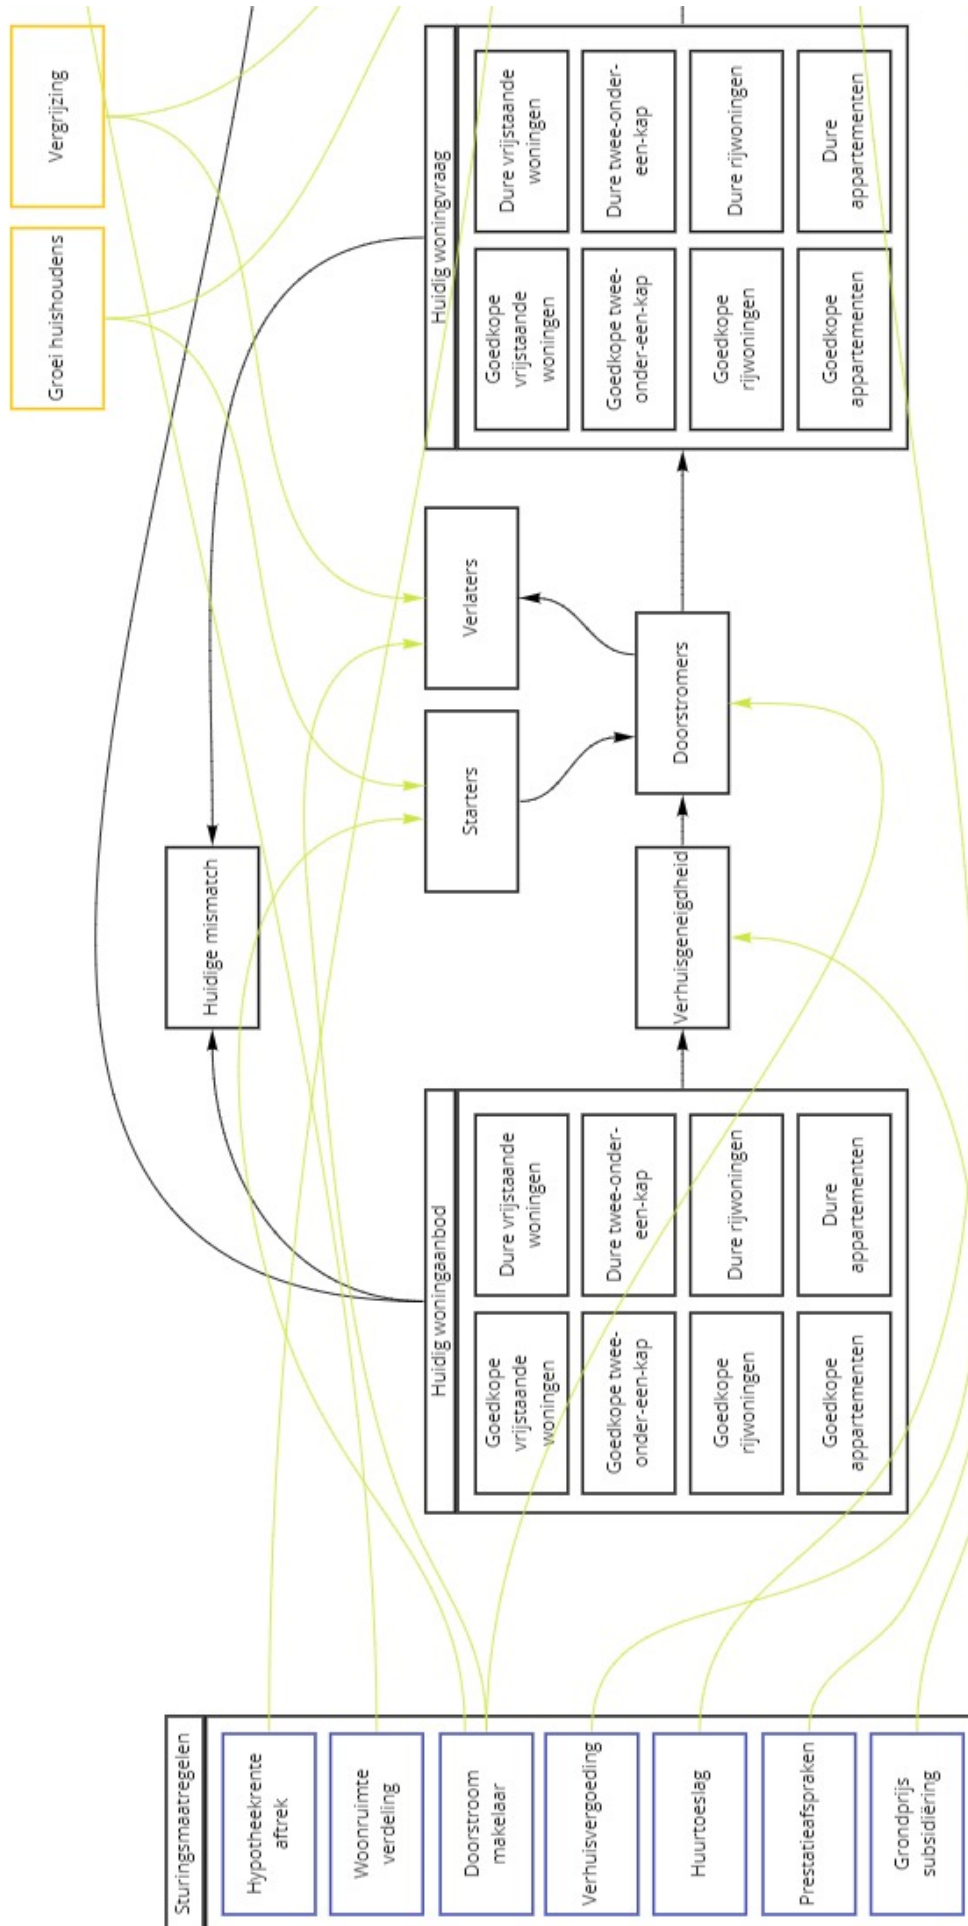 Vergrijzing
Groei huishoudens
Huidige mismatch
Sturingsmaatregelen
Hypotheekrente
aftrek
Woonruimte
verdeling
Doorstroom
makelaar
Verhuisvergoeding
Huurtoeslag
Prestatieafspraken
Grondprijs
subsidiëring
Huidig woningaanbod
Goedkope
vrijstaande
woningen
Dure vrijstaande
woningen
Goedkope twee-
onder-een-kap
Dure twee-onder-
een-kap
Goedkope
rijwoningen
Dure rijwoningen
Goedkope
appartementen
Dure
appartementen
Starters
Verlaters
Verhuisgeneigdheid
Doorstromers
Huidig woningvraag
Goedkope
vrijstaande
woningen
Dure vrijstaande
woningen
Goedkope twee-
onder-een-kap
Dure twee-onder-
een-kap
Goedkope
rijwoningen
Dure rijwoningen
Goedkope
appartementen
Dure
appartementen